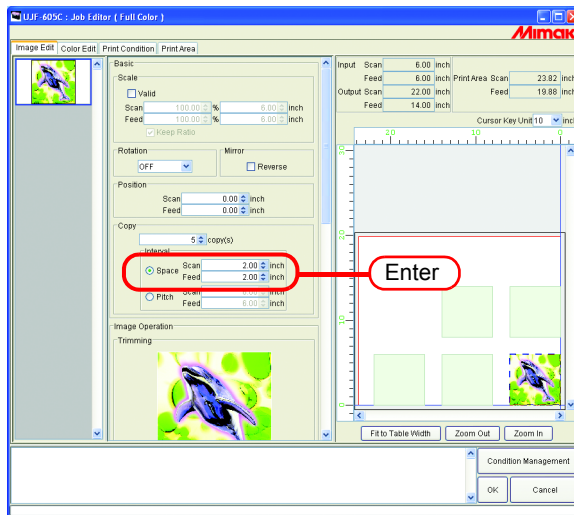 UJF-605C : Job Editor ( Full Color )
Mimak
Image Edit Color Edit Print Condition Print Area
Basic
Scale
Valid
Scan 100.00 % 6.00 inch
Feed 100.00 % 6.00 inch
Keep Ratio
Rotation
OFF
Mirror
Reverse
Position
Scan 0.00 inch
Feed 0.00 inch
Copy
5 copy(s)
Interval
Space Scan 2.00 inch
Feed 2.00 inch
Pitch Scan 6.00 inch
Feed 6.00 inch
Enter
Image Operation
Trimming
Input Scan 6.00 inch
Feed 6.00 inch Print Area Scan 23.82 inch
Output Scan 22.00 inch Feed 19.88 inch
Feed 14.00 inch
Cursor Key Unit 10 inc
20 10 0
30
20
10
0
Fit to Table Width Zoom Out Zoom In
Condition Management
OK Cancel